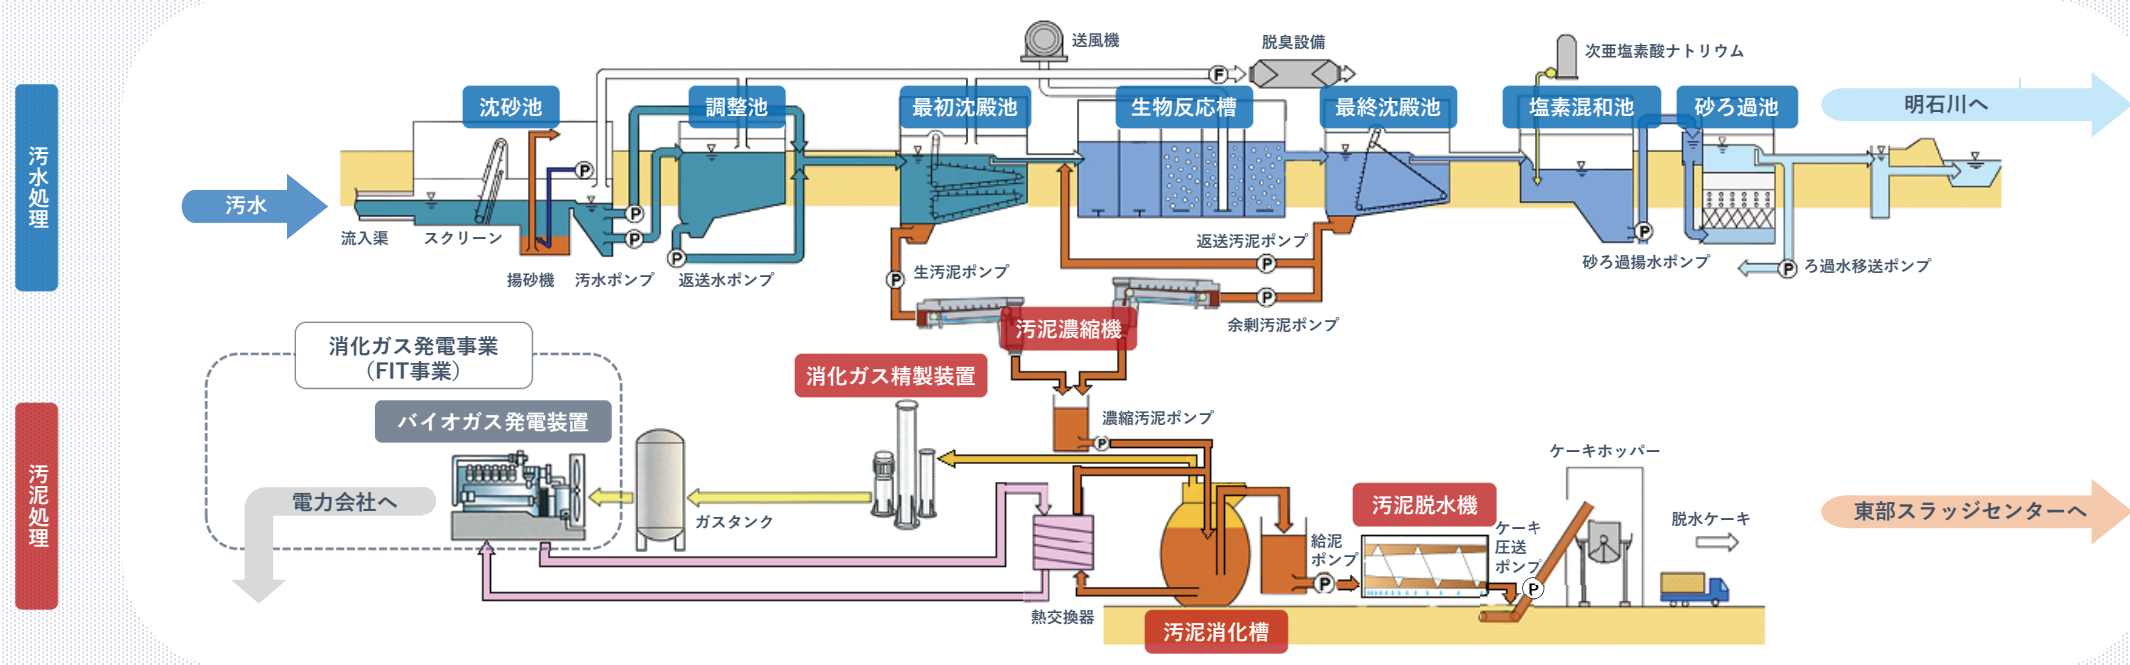 汚水処理
汚水
流入渠
スクリーン
沈砂池
揚砂機
P
汚水ポンプ
P
P
調整池
P
返送水ポンプ
最初沈殿池
P
生汚泥ポンプ
送風機
F
脱臭設備
生物反応槽
最終沈殿池
返送汚泥ポンプ
P
P
余剰汚泥ポンプ
次亜塩素酸ナトリウム
塩素混和池
砂ろ過池
P
砂ろ過揚水ポンプ
P
ろ過水移送ポンプ
明石川へ
汚泥処理
消化ガス発電事業
（FIT事業）
バイオガス発電装置
電力会社へ
ガスタンク
消化ガス精製装置
汚泥濃縮機
濃縮汚泥ポンプ
P
熱交換器
汚泥消化槽
給泥
ポンプ
P
汚泥脱水機
ケーキ
圧送
ポンプ
P
ケーキホッパー
脱水ケーキ
東部スラッジセンターへ